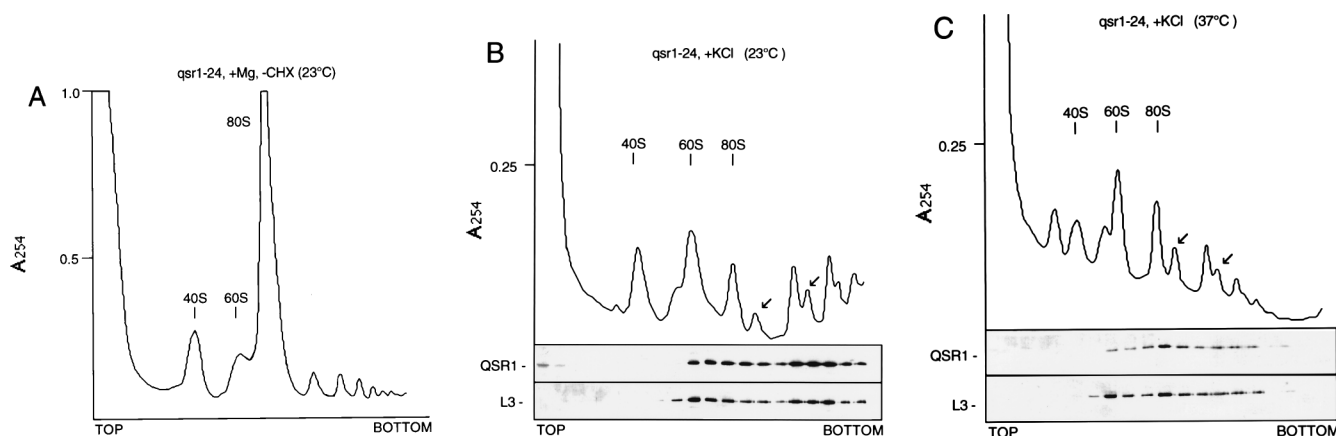 A
qsr1-24, +Mg, -CHX (23°C)
1.0
80S
0.5
A254
40S
60S
TOP
BOTTOM
B
qsr1-24, +KCl (23°C)
40S
60S
80S
0.25
A254
QSR1 -
L3 -
TOP
BOTTOM
C
qsr1-24, +KCl (37°C)
40S
60S
80S
0.25
A254
QSR1 -
L3 -
TOP
BOTTOM